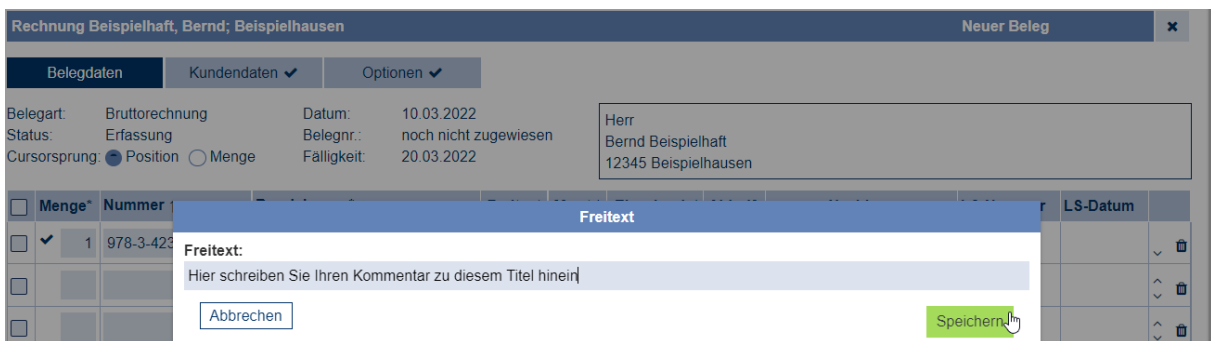 Rechnung Beispielhaft, Bernd; Beispielhausen Neuer Beleg
Belegdaten Kundendaten Optionen
Belegart: Bruttorechnung Datum: 10.03.2022 Herr
Status: Erfassung Belegnr.: noch nicht zugewiesen Bernd Beispielhaft
Cursorsprung: Position Menge Fälligkeit: 20.03.2022 12345 Beispielhausen
Menge* Nummer LS-Datum
Freitext
1 978-3-423
Freitext:
Hier schreiben Sie Ihren Kommentar zu diesem Titel hinein
Abbrechen Speichern